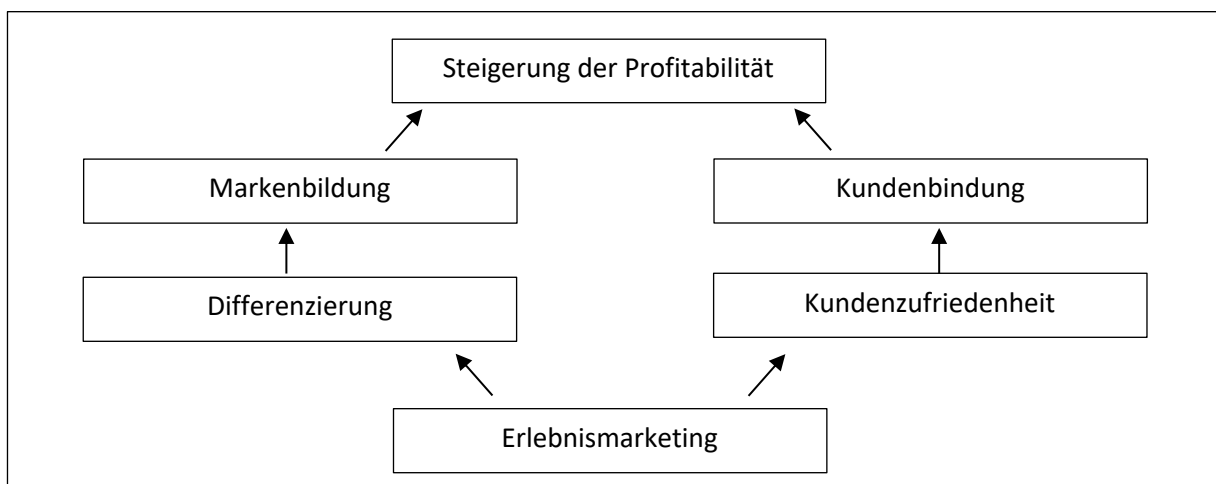 Steigerung der Profitabilität
Markenbildung
Kundenbindung
Differenzierung
Kundenzufriedenheit
Erlebnismarketing